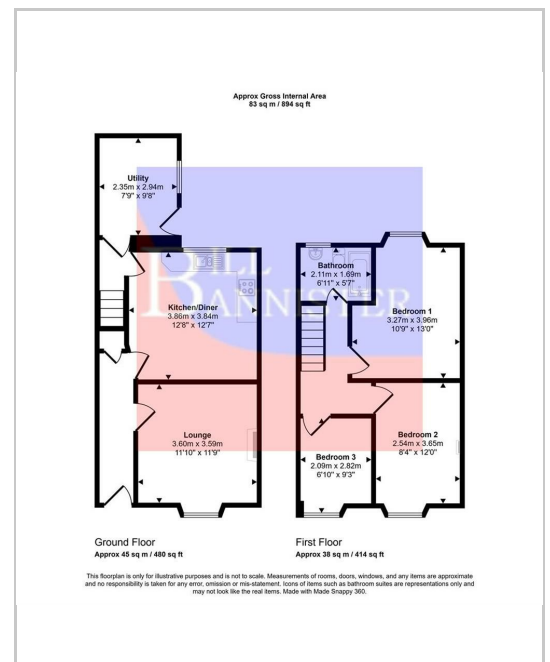 Approx Gross Internal Area
83 sq m / 894 sq ft
Utility
2.35m x 2.94m
7'9" x 9'8"
Kitchen/Diner
3.86m x 3.84m
12'8" x 12'7"
Lounge
3.60m x 3.59m
11'10" x 11'9"
Bathroom
2.11m x 1.69m
6'11" x 5'7"
Bedroom 1
3.27m x 3.96m
10'9" x 13'0"
Bedroom 2
2.54m x 3.65m
8'4" x 12'0"
Bedroom 3
2.09m x 2.82m
6'10" x 9'3"
BILL
BANNISTER
Ground Floor
Approx 45 sq m / 480 sq ft
First Floor
Approx 38 sq m / 414 sq ft
This floorplan is only for illustrative purposes and is not to scale. Measurements of rooms, doors, windows, and any items are approximate
and no responsibility is taken for any error, omission or mis-statement. Icons of items such as bathroom suites are representations only and
may not look like the real items. Made with Made Snappy 360.